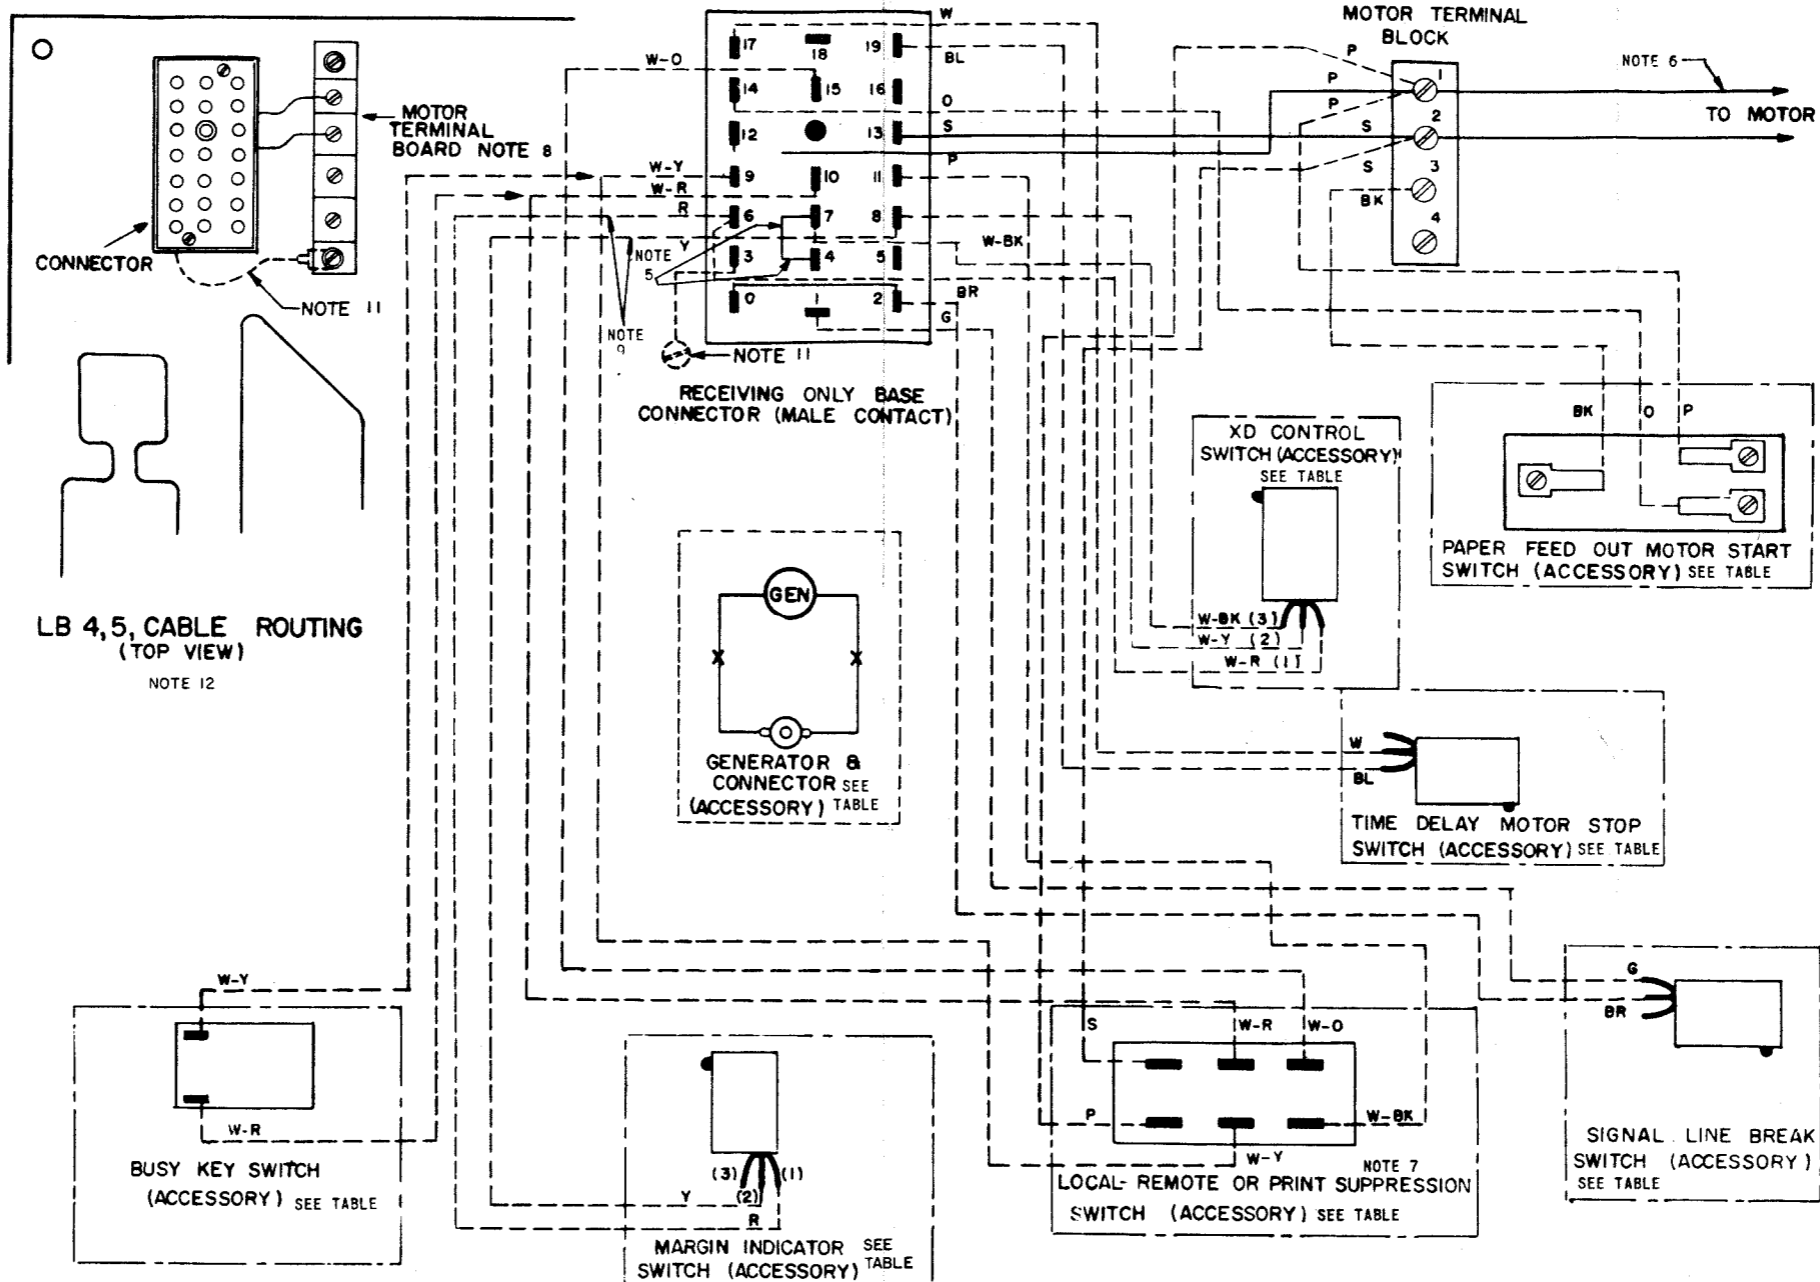 CONNECTOR
MOTOR
TERMINAL
BOARD NOTE 8
NOTE 11
LB 4,5, CABLE ROUTING
(TOP VIEW)
NOTE 12
W-O
W-Y
W-R
R
Y
NOTE
5
NOTE
9
17
18
19
14
15
16
12
13
9
10
11
6
7
8
3
4
5
0
2
NOTE 11
RECEIVING ONLY BASE
CONNECTOR (MALE CONTACT)
W
BL
O
S
P
W-BK
BR
G
MOTOR TERMINAL
BLOCK
P
P
P
S
S
BK
1
2
3
4
NOTE 6
TO MOTOR
XD CONTROL
SWITCH (ACCESSORY)
SEE TABLE
W-BK (3)
W-Y (2)
W-R (1)
BK
O
P
PAPER FEED OUT MOTOR START
SWITCH (ACCESSORY) SEE TABLE
GEN
X
X
GENERATOR &
CONNECTOR SEE
(ACCESSORY) TABLE
W
BL
TIME DELAY MOTOR STOP
SWITCH (ACCESSORY) SEE TABLE
W-Y
W-R
BUSY KEY SWITCH
(ACCESSORY) SEE TABLE
(3)
(1)
(2)
Y
R
MARGIN INDICATOR SEE
SWITCH (ACCESSORY) TABLE
S
W-R
W-O
P
W-BK
W-Y
NOTE 7
LOCAL-REMOTE OR PRINT SUPPRESSION
SWITCH (ACCESSORY) SEE TABLE
G
BR
SIGNAL LINE BREAK
SWITCH (ACCESSORY)
SEE TABLE